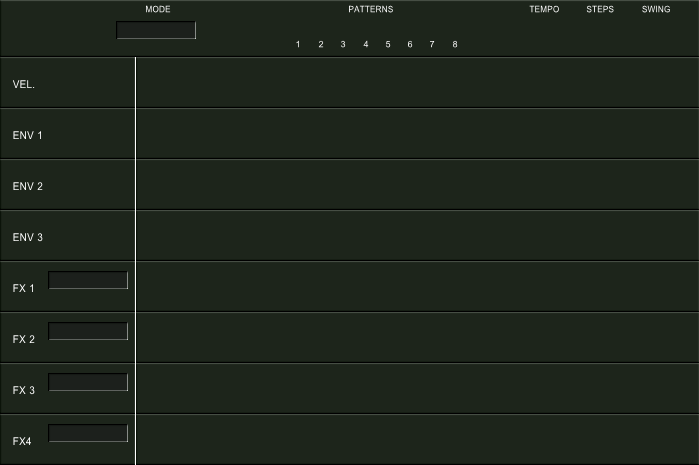 MODE PATTERNS TEMPO STEPS SWING
1 2 3 4 5 6 7 8
VEL.
ENV 1
ENV 2
ENV 3
FX 1
FX 2
FX 3
FX4